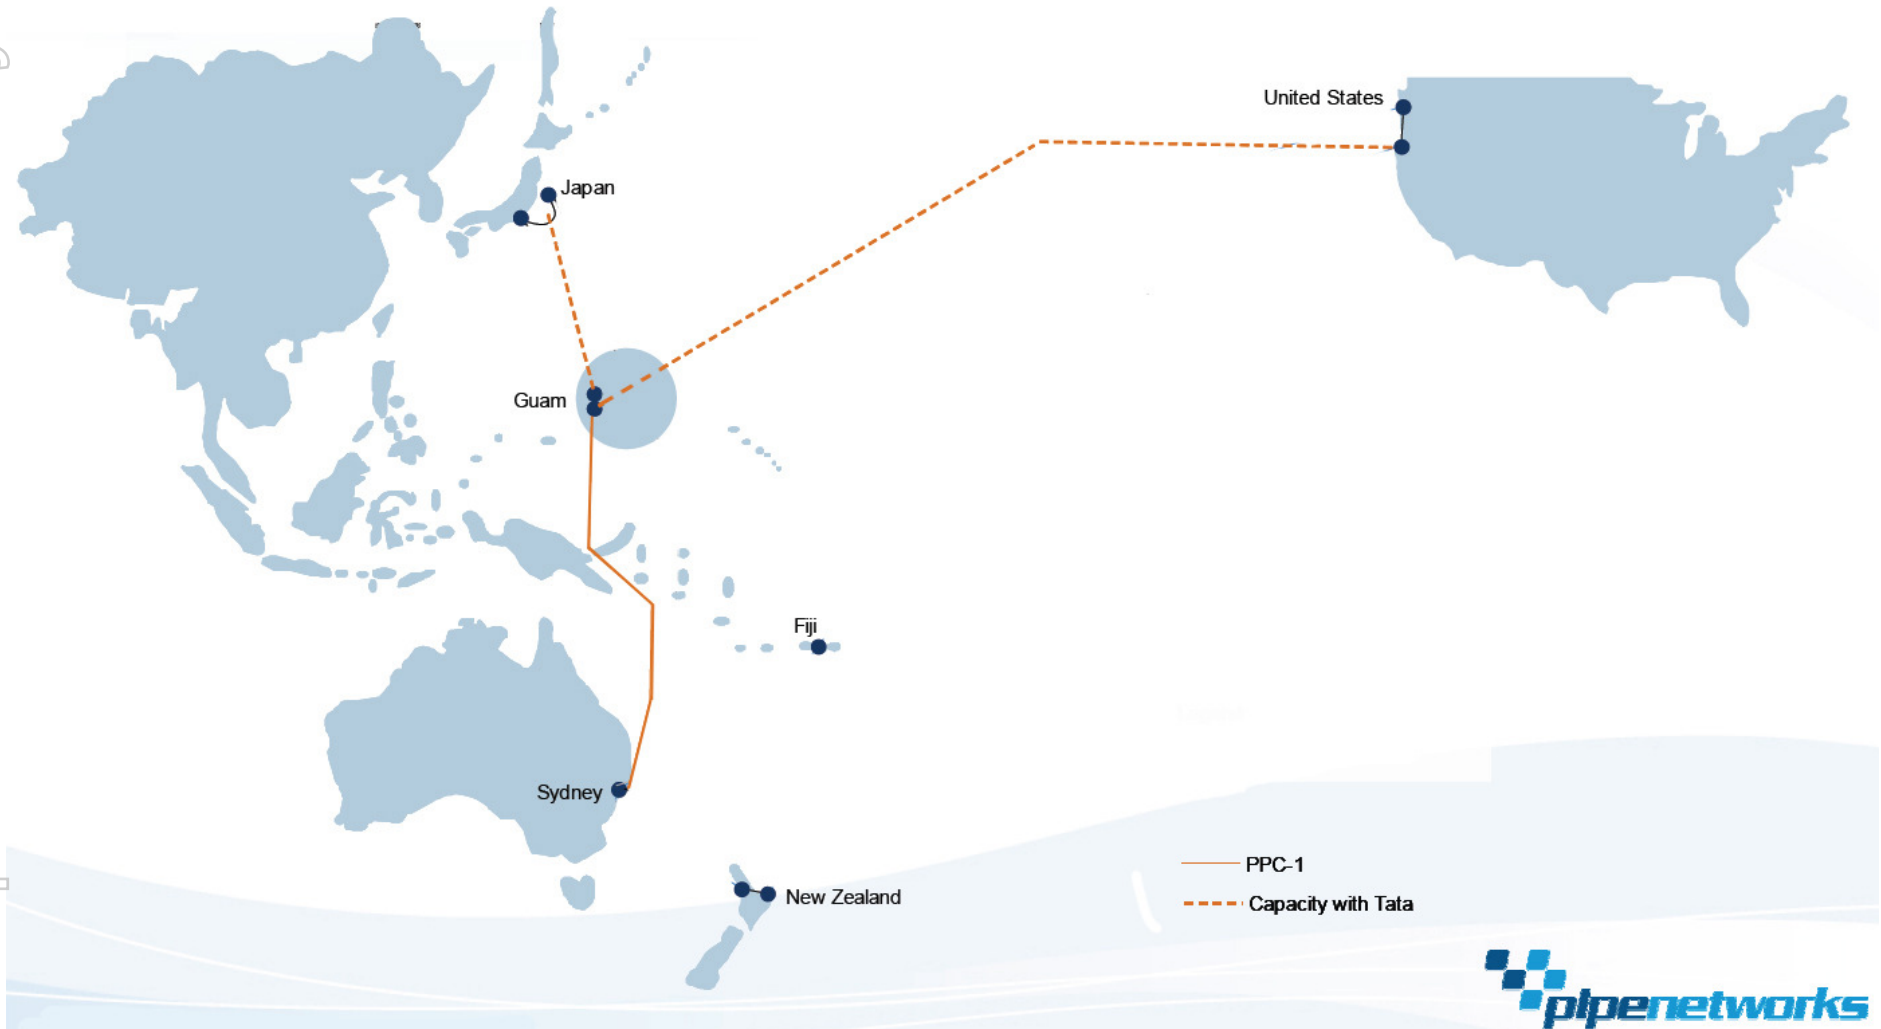 United States
Japan
Guam
Fiji
Sydney
PPC-1
New Zealand
Capacity with Tata
pipenetworks